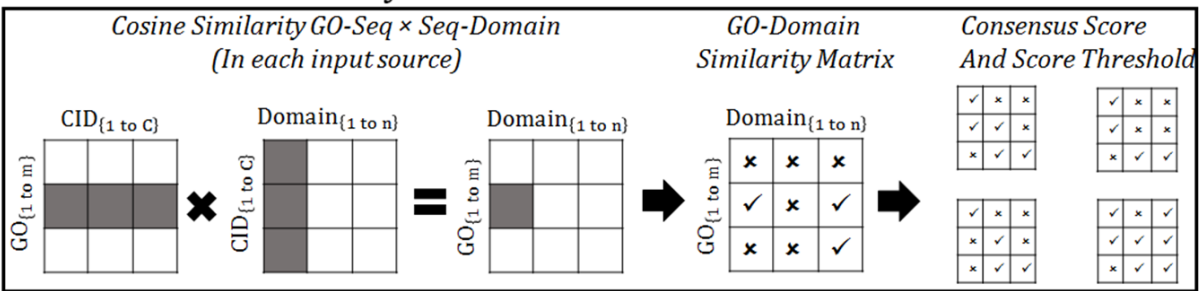 Cosine Similarity GO-Seq × Seq-Domain
(In each input source)
GO-Domain
Similarity Matrix
Consensus Score
And Score Threshold
CID{1 to C}
GO{1 to m}
Domain{1 to n}
CID{1 to C}
Domain{1 to n}
GO{1 to m}
Domain{1 to n}
GO{1 to m}